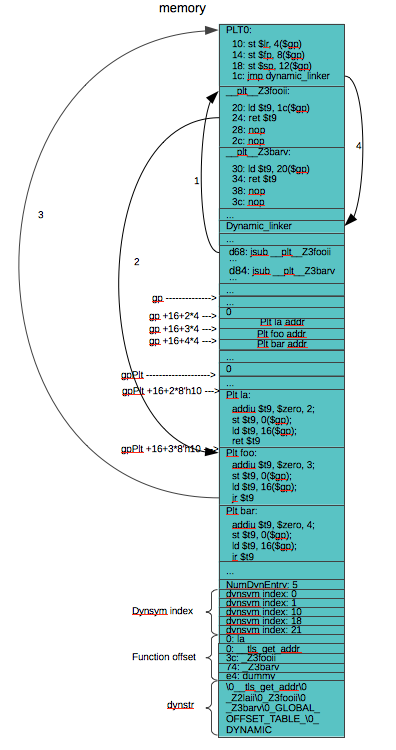 memory
PLT0:
10: st $lr, 4($gp)
14: st $fp, 8($gp)
18: st $sp, 12($gp)
1c: jmp dynamic_linker
__plt__Z3fooii:
20: ld $t9, 1c($gp)
24: ret $t9
28: nop
2c: nop
__plt__Z3barv:
30: ld $t9, 20($gp)
34: ret $t9
38: nop
3c: nop
...
Dynamic_linker
...
d68: jsub __plt__Z3fooii
...
d84: jsub __plt__Z3barv
...
gp -------------->
...
0
gp +16+2*4 --->
Plt la addr
gp +16+3*4 --->
Plt foo addr
gp +16+4*4 --->
Plt bar addr
...
gpPlt -------------------->
0
...
gpPlt +16+2*8'h10 --->
Plt la:
addiu $t9, $zero, 2;
st $t9, 0($gp);
ld $t9, 16($gp);
ret $t9
gpPlt +16+3*8'h10 --->
Plt foo:
addiu $t9, $zero, 3;
st $t9, 0($gp);
ld $t9, 16($gp);
jr $t9
Plt bar:
addiu $t9, $zero, 4;
st $t9, 0($gp);
ld $t9, 16($gp);
jr $t9
...
NumDynEntry: 5
Dynsym index
dynsym index: 0
dynsym index: 1
dynsym index: 10
dynsym index: 18
dynsym index: 21
Function offset
0: la
0: __tls_get_addr
3c: _Z3fooii
74: _Z3barv
e4: dummy
dynstr
\0__tls_get_addr\0
_Z2laii\0_Z3fooii\0
_Z3barv\0_GLOBAL_
OFFSET_TABLE_\0_
DYNAMIC
1
2
3
4